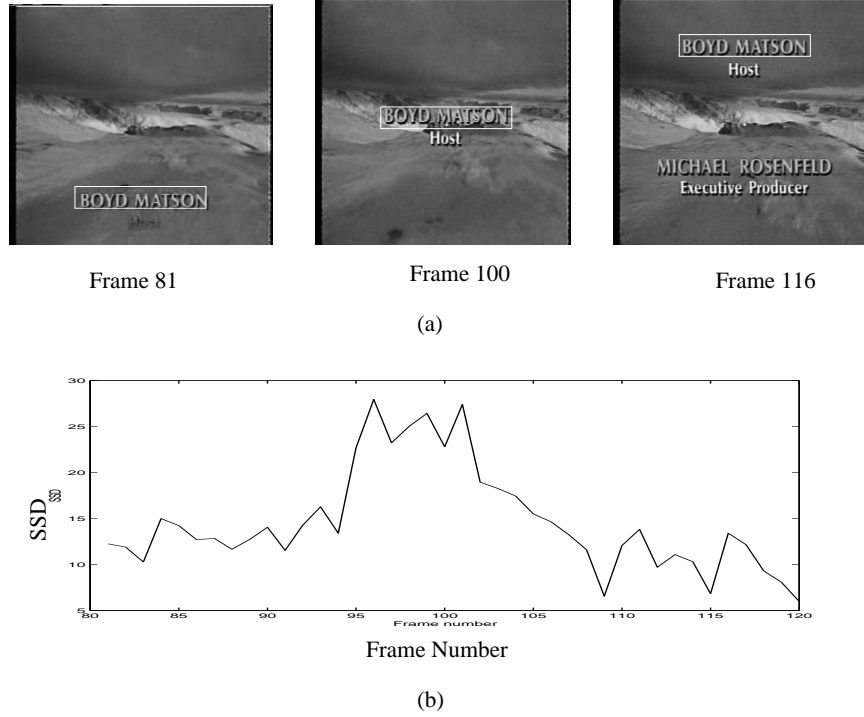 BOYD MATSON
BOYD MATSON
Host
BOYD MATSON
Host
MICHAEL ROSENFELD
Executive Producer
Frame 81
Frame 100
Frame 116
(a)
30
25
20
15
10
5
SSD
SSD
80
85
90
95
100
105
110
115
120
Frame number
Frame Number
(b)